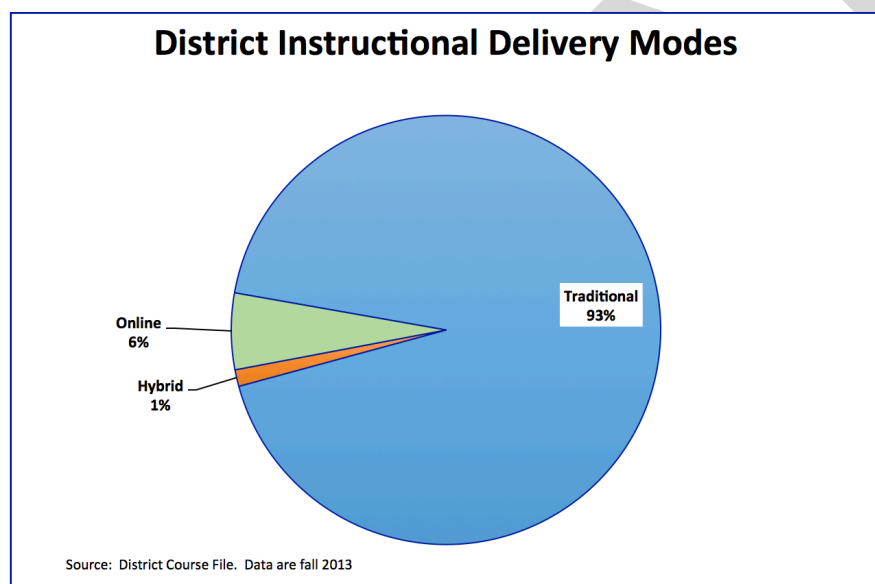 District Instructional Delivery Modes
Traditional
93%
Online
6%
Hybrid
1%
Source:  District Course File.  Data are fall 2013